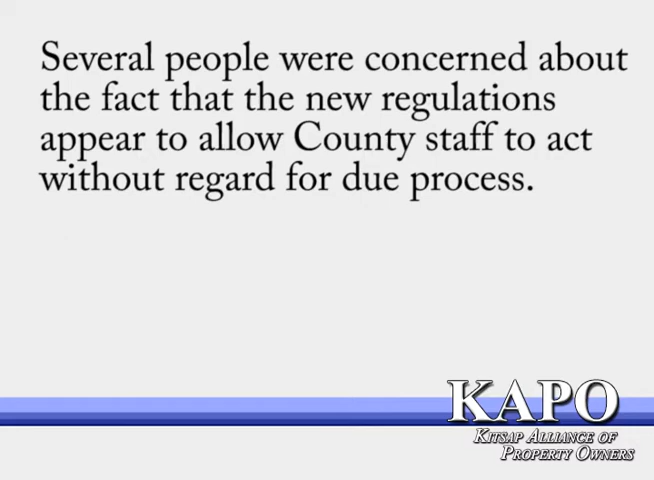 Several people were concerned about
the fact that the new regulations
appear to allow County staff to act
without regard for due process.
KAPO
Kitsap Alliance of
Property Owners